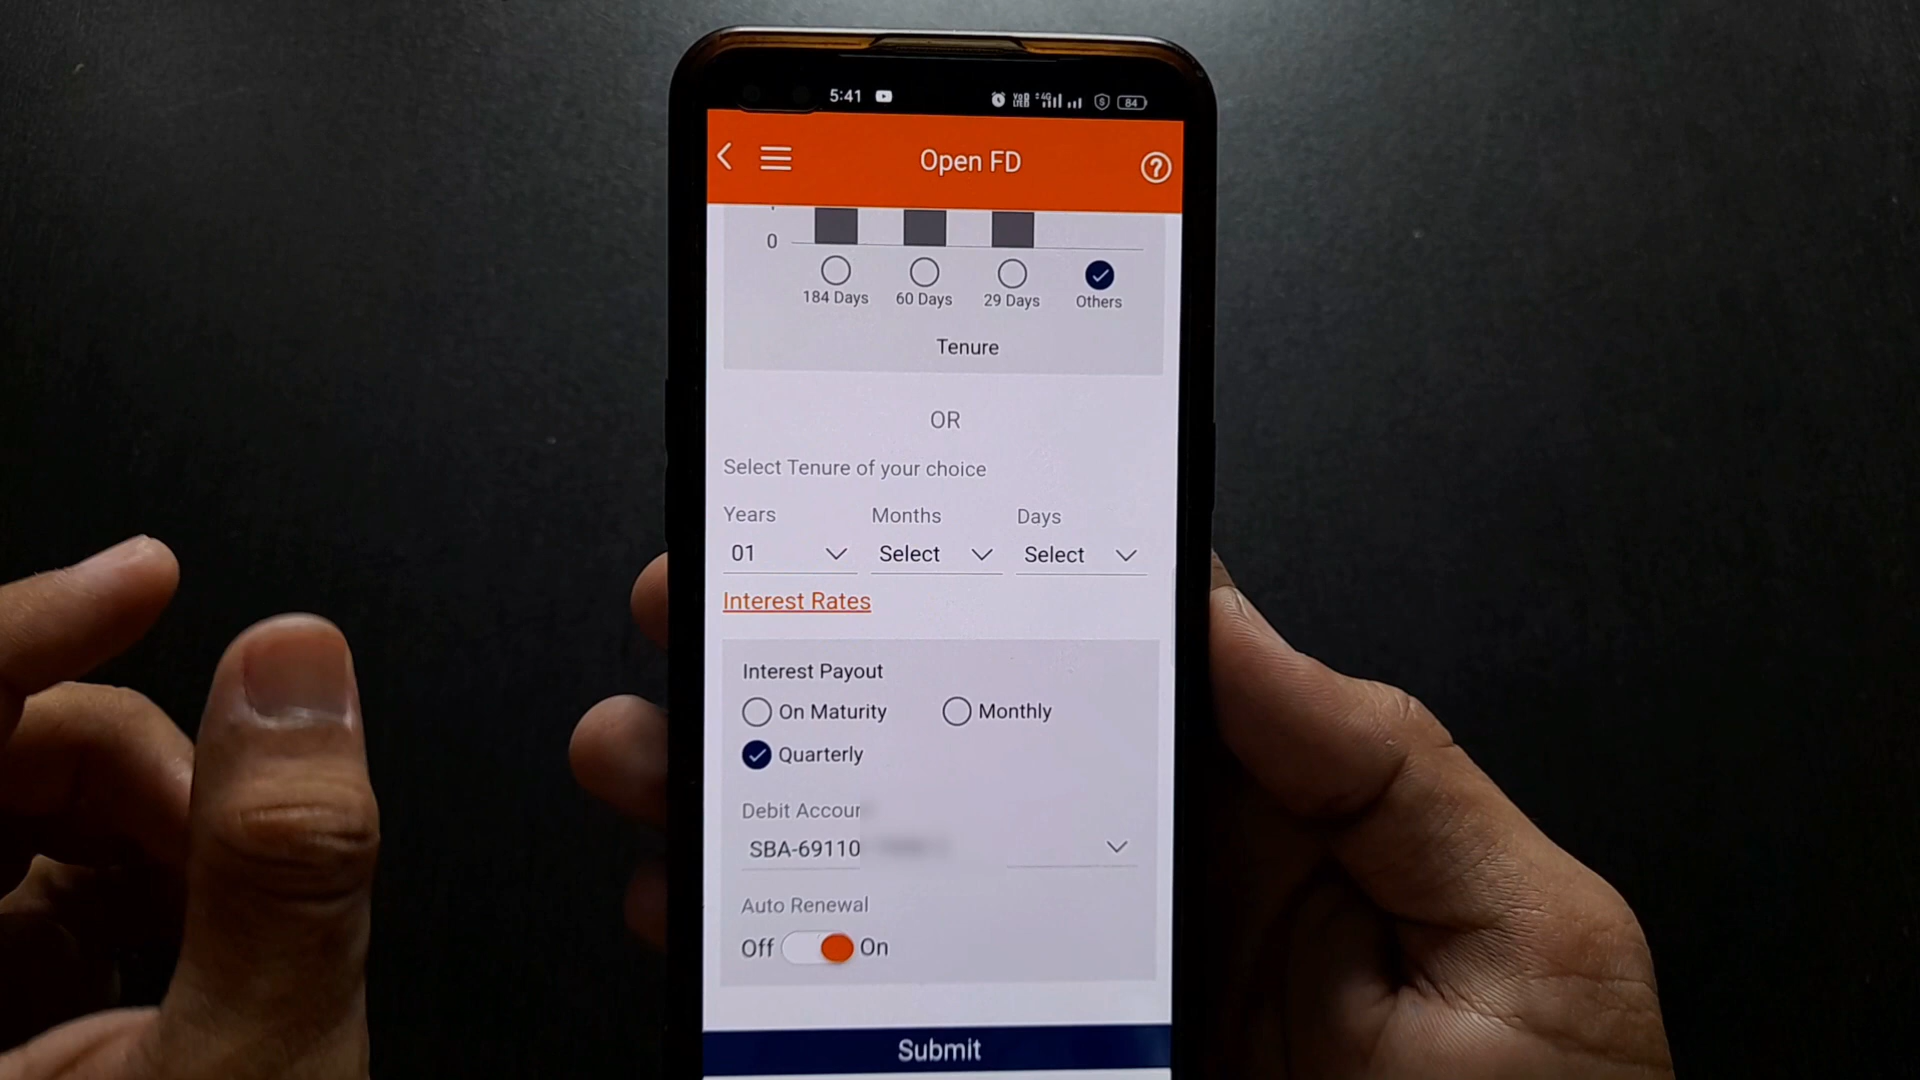 5:41 84
Open FD
0
184 Days 60 Days 29 Days Others
Tenure
OR
Select Tenure of your choice
Years Months Days
01 Select Select
Interest Rates
Interest Payout
On Maturity Monthly
Quarterly
Debit Accour
SBA-69110
Auto Renewal
Off On
Submit